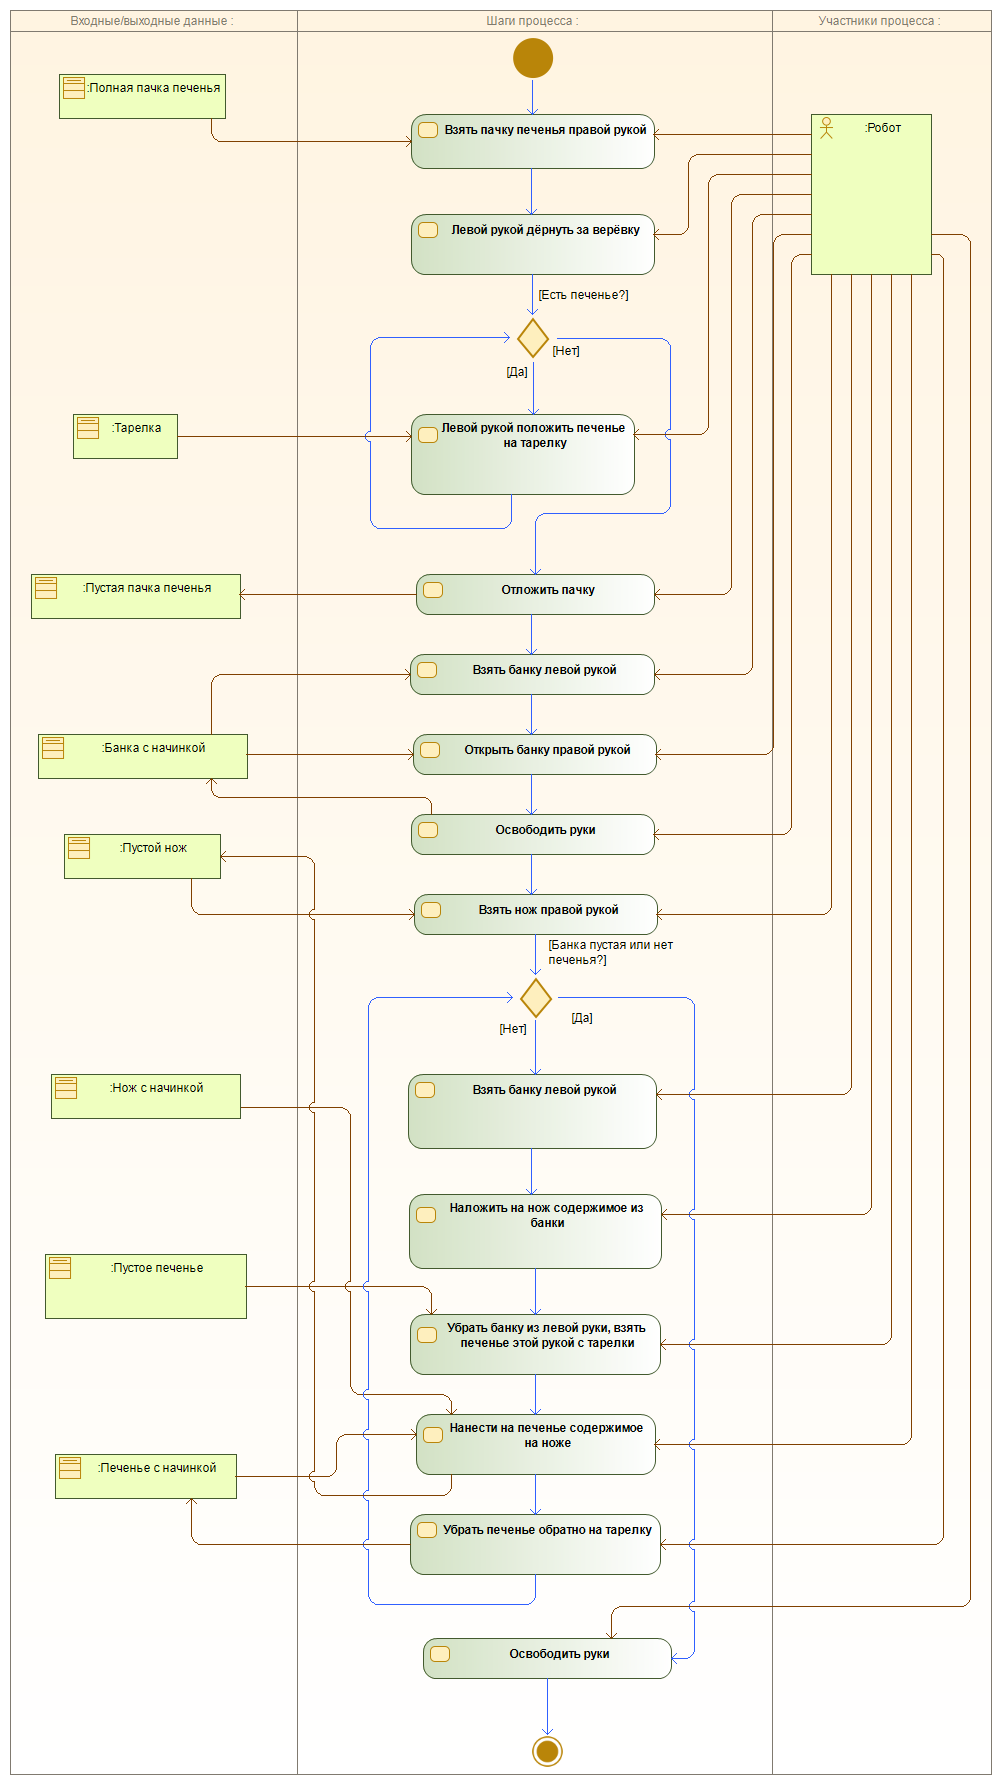 Входные/выходные данные :
Шаги процесса :
Участники процесса :
:Полная пачка печенья
Взять пачку печенья правой рукой
:Робот
Левой рукой дёрнуть за верёвку
[Есть печенье?]
[Нет]
[Да]
:Тарелка
Левой рукой положить печенье
на тарелку
:Пустая пачка печенья
Отложить пачку
Взять банку левой рукой
:Банка с начинкой
Открыть банку правой рукой
Освободить руки
:Пустой нож
Взять нож правой рукой
[Банка пустая или нет
печенья?]
[Да]
[Нет]
:Нож с начинкой
Взять банку левой рукой
Наложить на нож содержимое из
банки
:Пустое печенье
Убрать банку из левой руки, взять
печенье этой рукой с тарелки
Нанести на печенье содержимое
на ноже
:Печенье с начинкой
Убрать печенье обратно на тарелку
Освободить руки